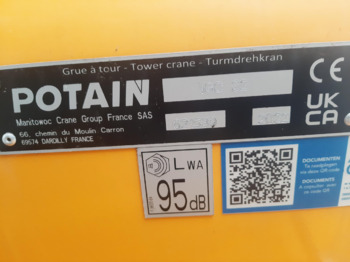 Grue à tour - Tower crane - Turmdrehkran
POTAIN
Manitowoc Crane Group France SAS
66, chemin du Moulin Carron
69574 DARDILLY FRANCE
CE
UK
CA
LWA
95dB
DOCUMENTEN
DOCUMENTS